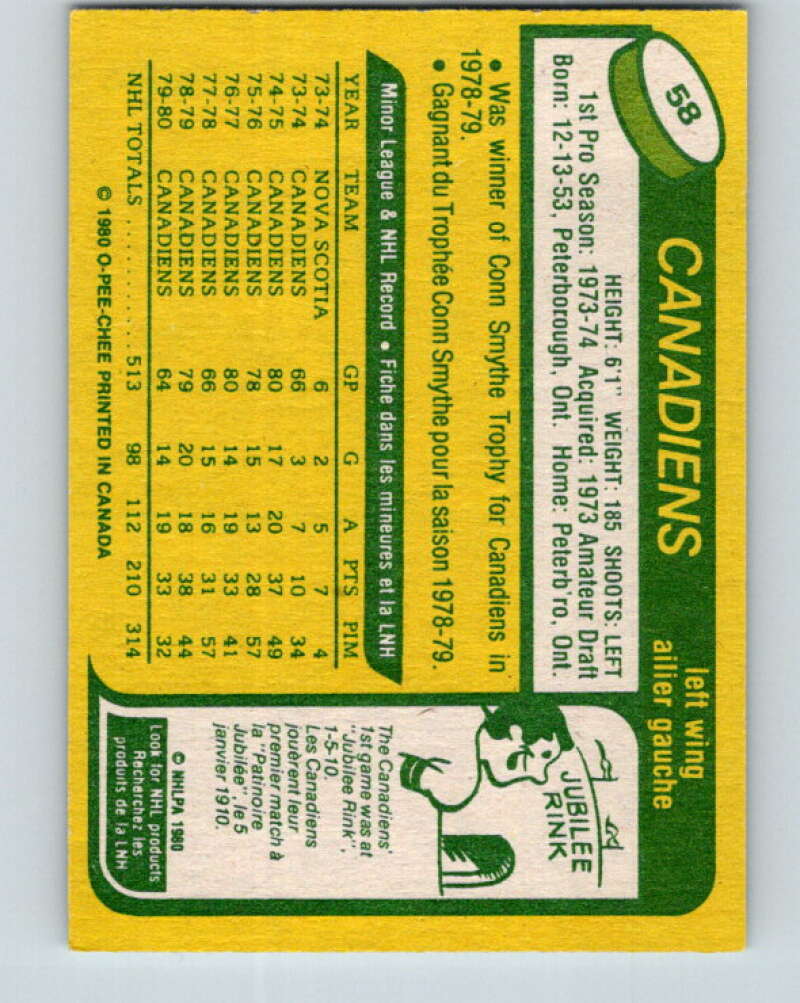 58
CANADIENS
left wing
ailier gauche
HEIGHT: 6'1" WEIGHT: 185 SHOOTS: LEFT
1st Pro Season: 1973-74 Acquired: 1973 Amateur Draft
Born: 12-13-53, Peterborough, Ont. Home: Peterb'ro, Ont.
• Was winner of Conn Smythe Trophy for Canadiens in
1978-79.
• Gagnant du Trophée Conn Smythe pour la saison 1978-79.
Minor League & NHL Record • Fiche dans les mineures et la LNH
YEAR TEAM GP G A PTS PIM
73-74 NOVA SCOTIA 6 2 5 7 4
73-74 CANADIENS 66 3 7 10 34
74-75 CANADIENS 80 17 20 37 49
75-76 CANADIENS 78 15 13 28 57
76-77 CANADIENS 80 14 19 33 41
77-78 CANADIENS 66 15 16 31 57
78-79 CANADIENS 79 20 18 38 44
79-80 CANADIENS 64 14 19 33 32
NHL TOTALS ............ 513 98 112 210 314
© 1980 O-PEE-CHEE PRINTED IN CANADA
JUBILEE
RINK
The Canadiens'
1st game was at
"Jubilee Rink",
1-5-10.
Les Canadiens
jouèrent leur
premier match à
la "Patinoire
Jubilée", le 5
janvier 1910.
© NHLPA 1980
Look for NHL products
Recherchez les
produits de la LNH